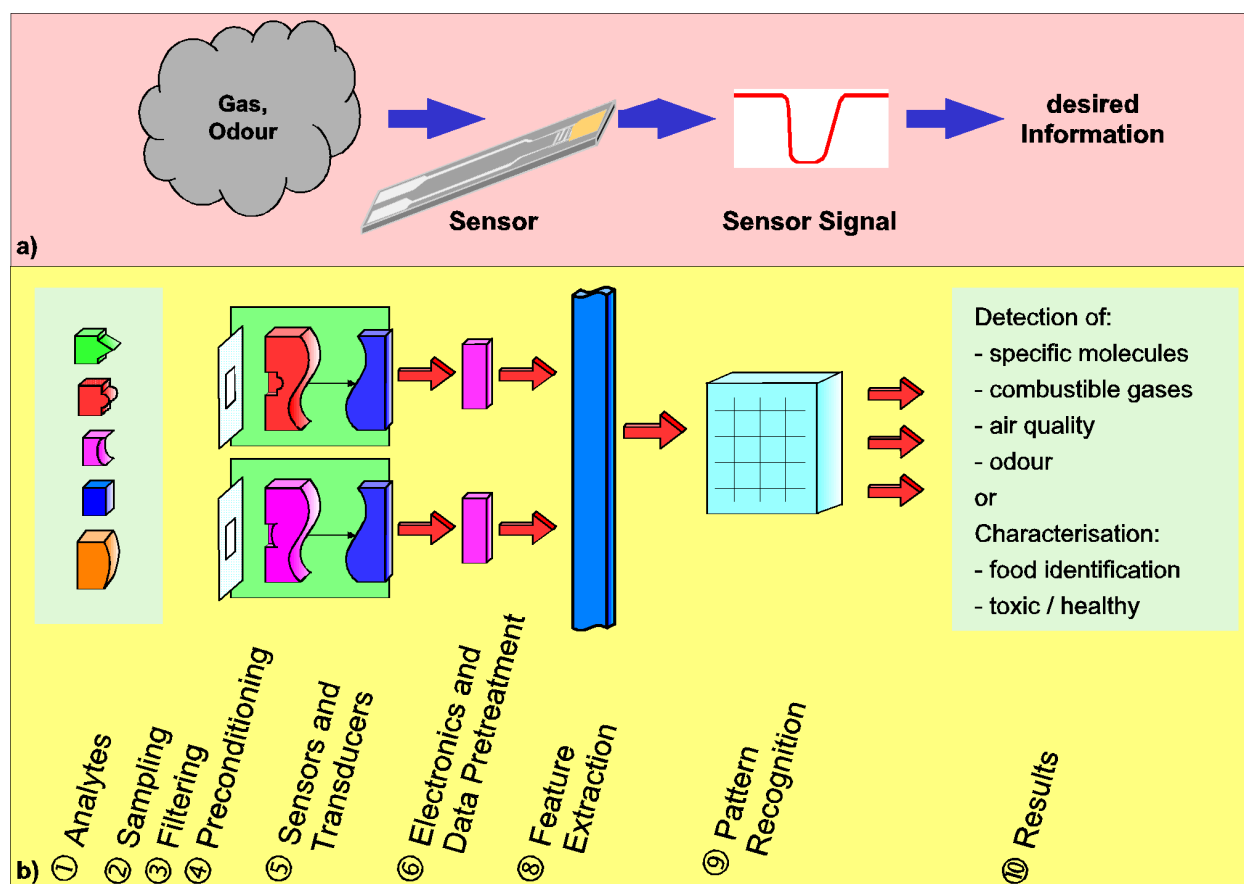 Gas,
Odour
Sensor
Sensor Signal
desired
Information
a)
Detection of:
- specific molecules
- combustible gases
- air quality
- odour
or
Characterisation:
- food identification
- toxic / healthy
① Analytes
② Sampling
③ Filtering
④ Preconditioning
⑤ Sensors and
Transducers
⑥ Electronics and
Data Pretreatment
⑧ Feature
Extraction
⑨ Pattern
Recognition
⑩ Results
b)